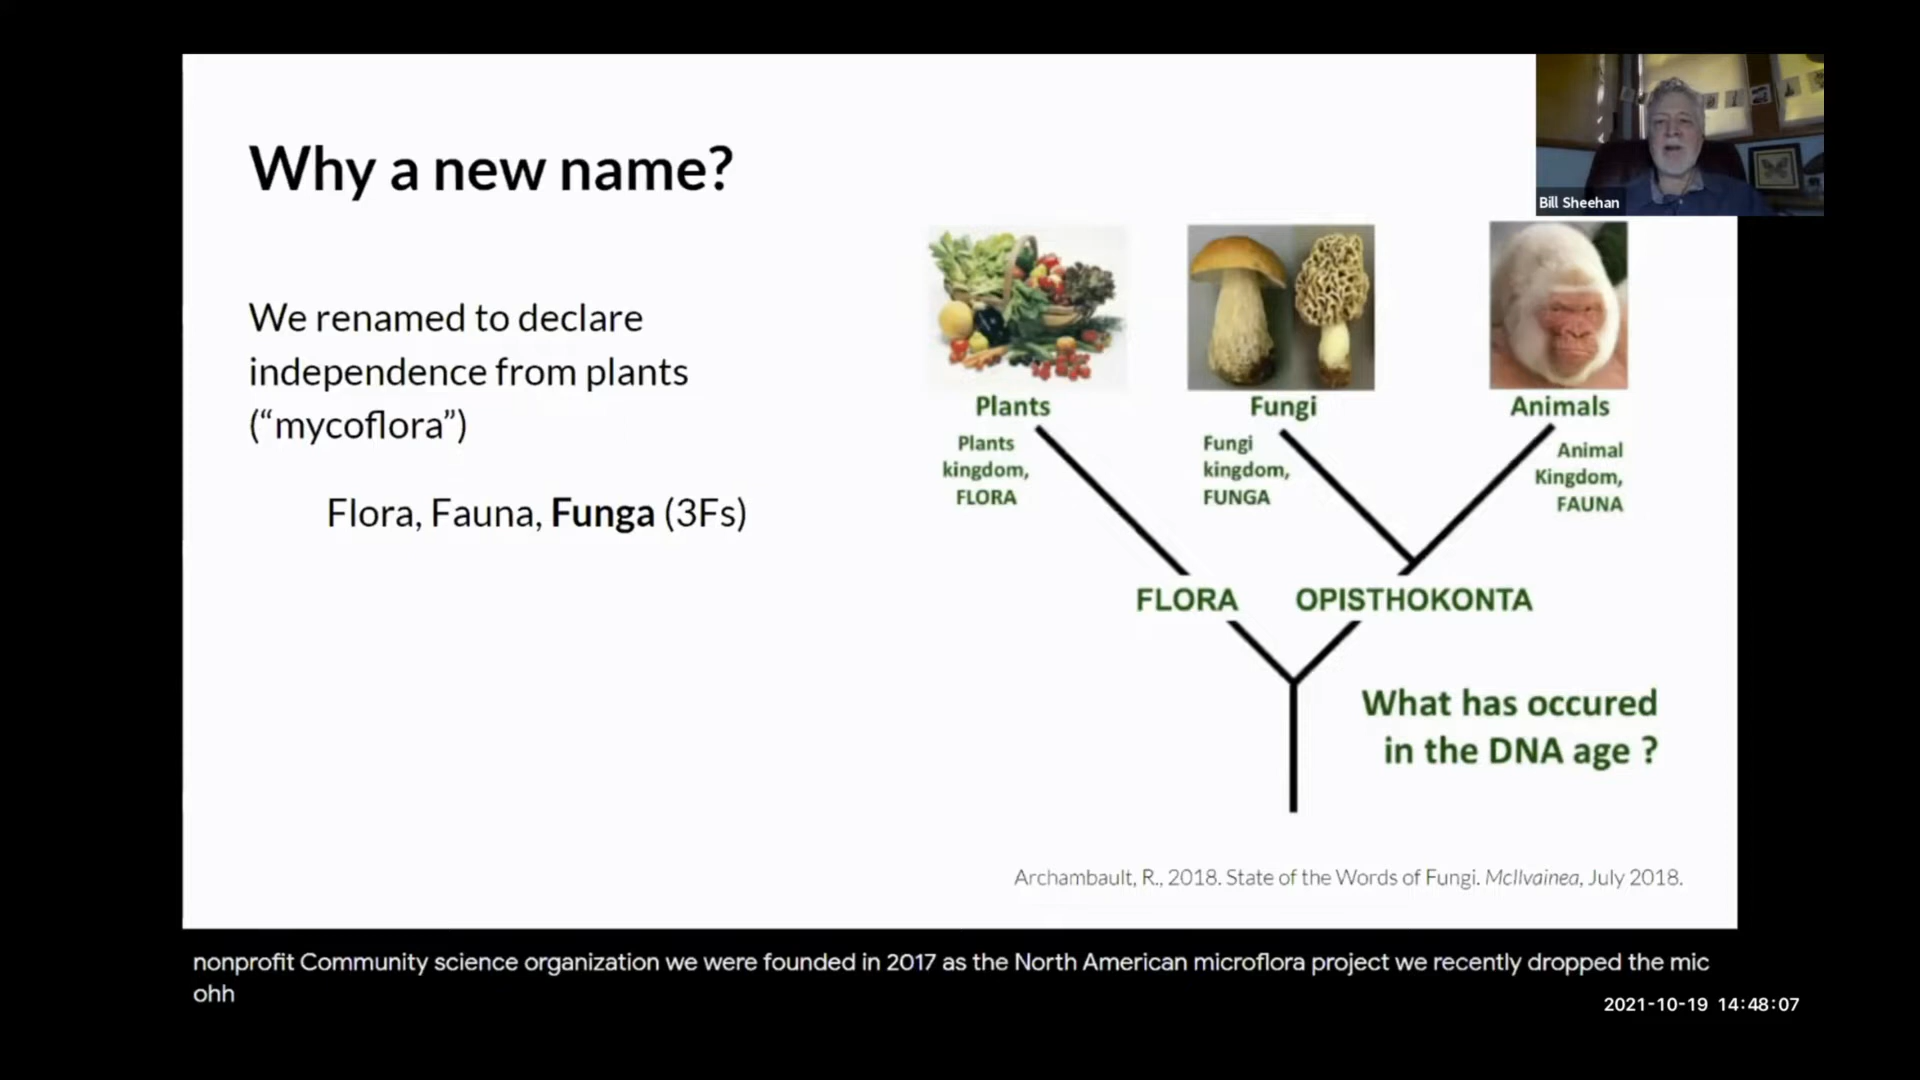 Why a new name?
Bill Sheehan
We renamed to declare
independence from plants
(“mycoflora”)
Flora, Fauna, Funga (3Fs)
Plants
Plants
kingdom,
FLORA
Fungi
Fungi
kingdom,
FUNGA
Animals
Animal
Kingdom,
FAUNA
FLORA
OPISTHOKONTA
What has occured
in the DNA age ?
Archambault, R., 2018. State of the Words of Fungi. McIlvainea, July 2018.
nonprofit Community science organization we were founded in 2017 as the North American microflora project we recently dropped the mic
ohh
2021-10-19 14:48:07